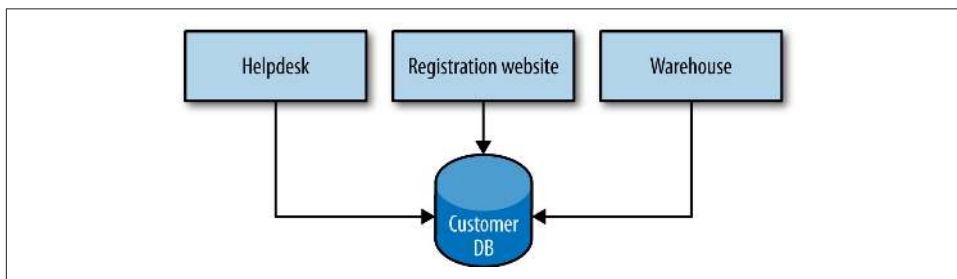 Helpdesk
Registration website
Warehouse
Customer
DB